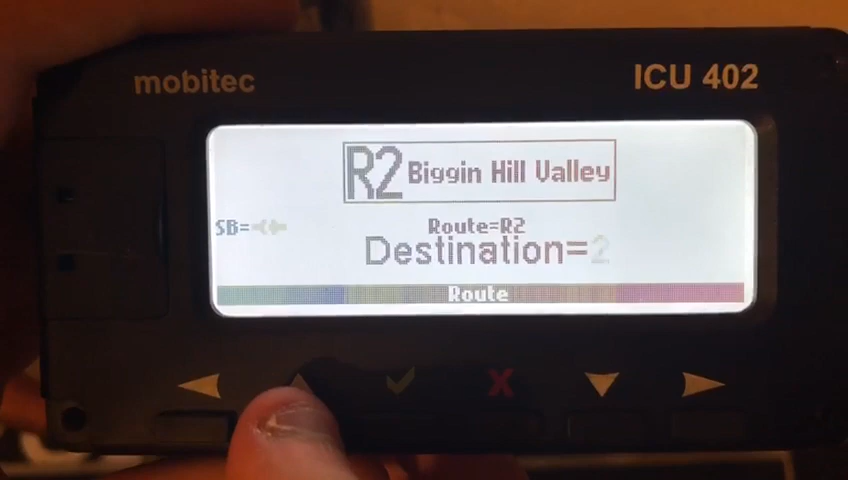 mobitec
ICU 402
R2 Biggin Hill Valley
SB=
Route=R2
Destination=2
Route